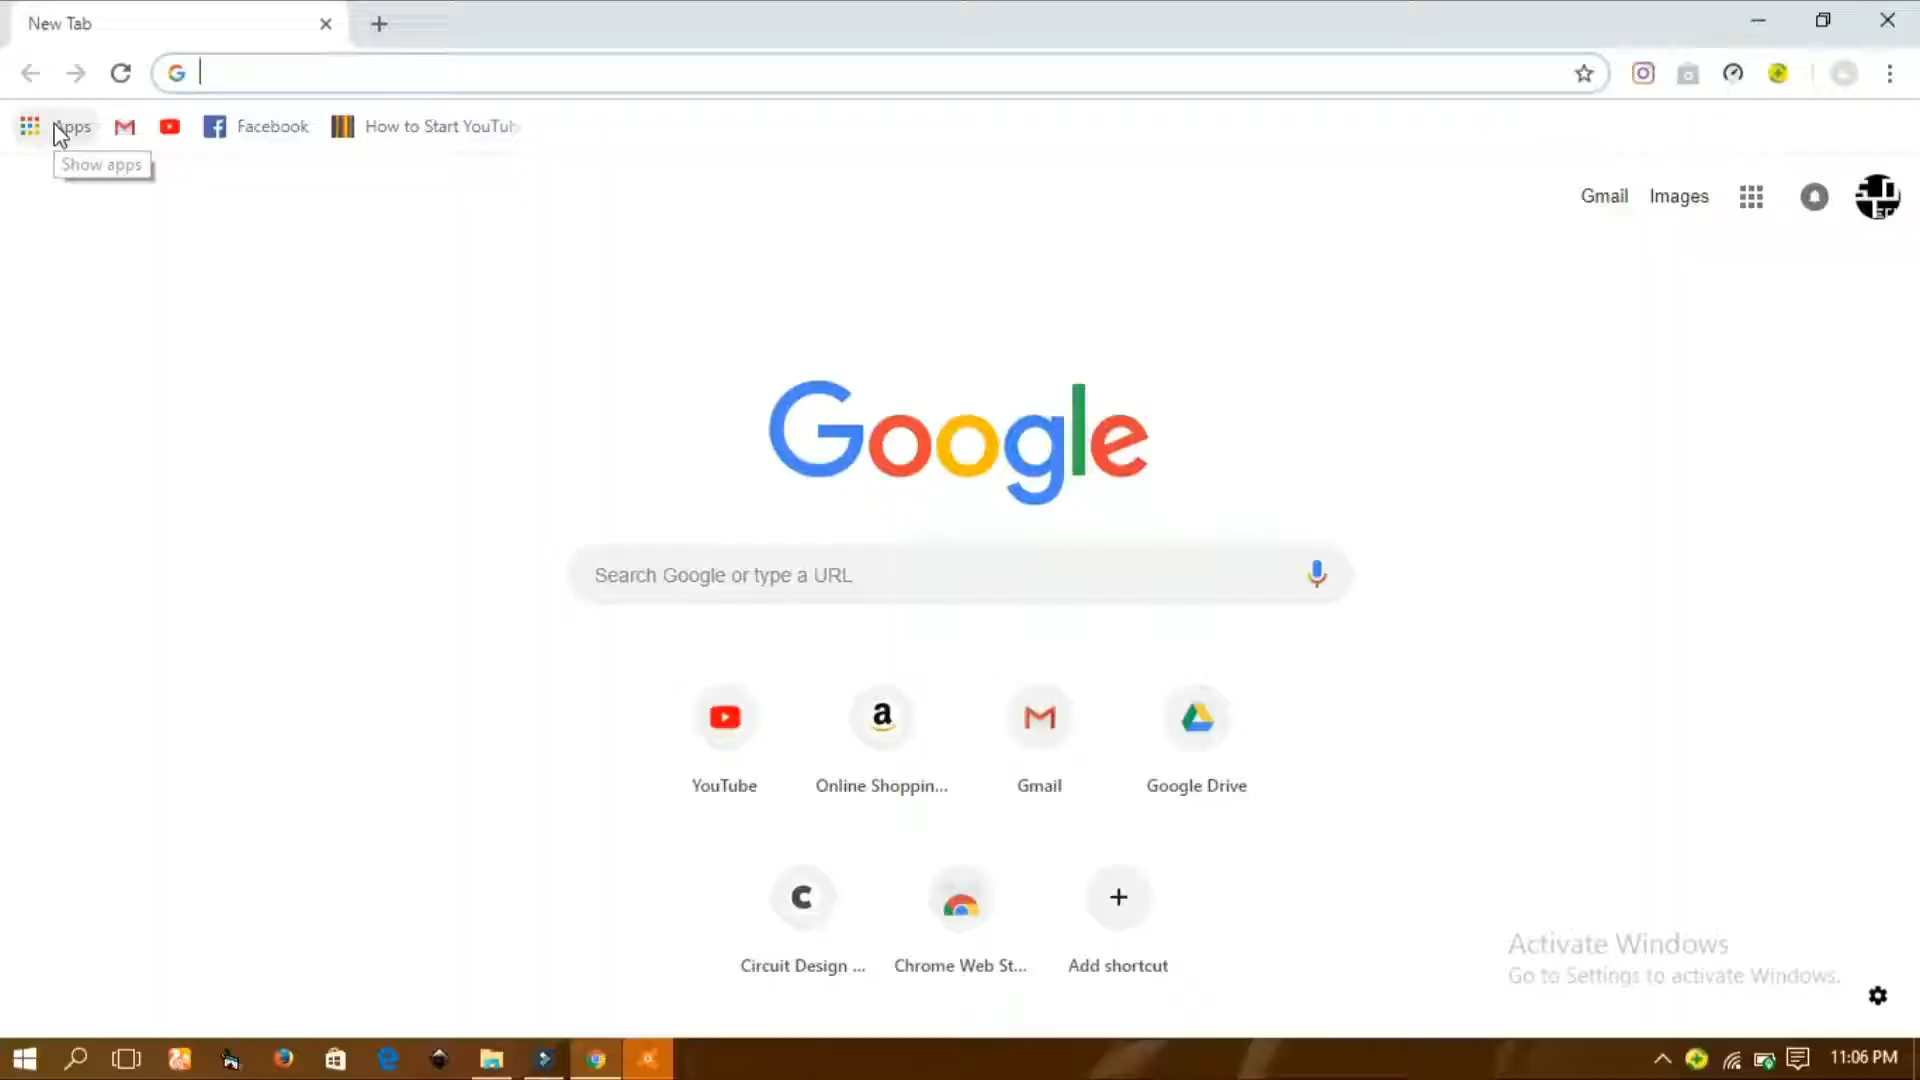 New Tab
Apps
Facebook
How to Start YouTub
Show apps
Gmail
Images
Google
Search Google or type a URL
YouTube
Online Shoppin...
Gmail
Google Drive
Circuit Design ...
Chrome Web St...
Add shortcut
Activate Windows
Go to Settings to activate Windows.
11:06 PM